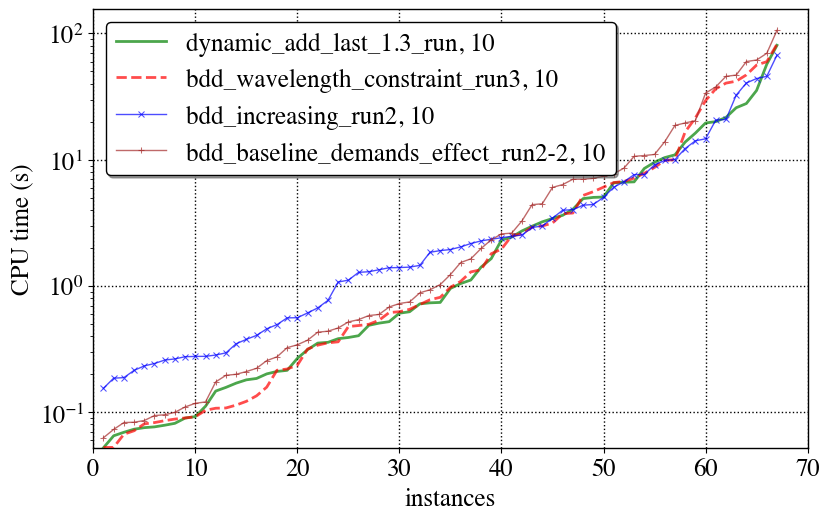 10²
10¹
10⁰
10⁻¹
CPU time (s)
dynamic_add_last_1.3_run, 10
bdd_wavelength_constraint_run3, 10
bdd_increasing_run2, 10
bdd_baseline_demands_effect_run2-2, 10
0 10 20 30 40 50 60 70
instances